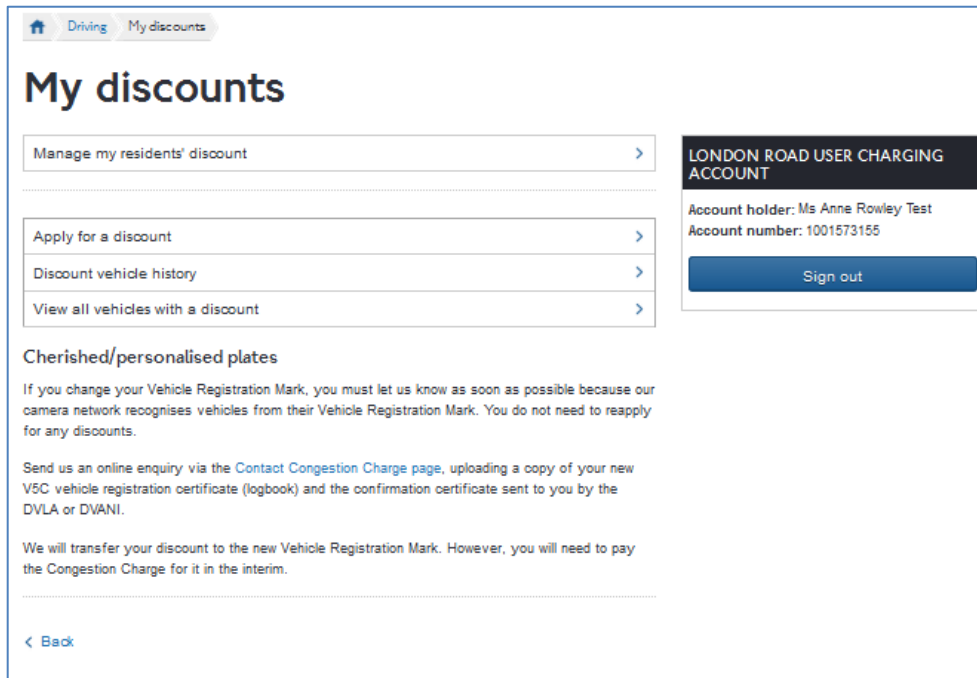 Driving My discounts
My discounts
Manage my residents' discount
Apply for a discount
Discount vehicle history
View all vehicles with a discount
Cherished/personalised plates
If you change your Vehicle Registration Mark, you must let us know as soon as possible because our
camera network recognises vehicles from their Vehicle Registration Mark. You do not need to reapply
for any discounts.
Send us an online enquiry via the Contact Congestion Charge page, uploading a copy of your new
V5C vehicle registration certificate (logbook) and the confirmation certificate sent to you by the
DVLA or DVANI.
We will transfer your discount to the new Vehicle Registration Mark. However, you will need to pay
the Congestion Charge for it in the interim.
Back
LONDON ROAD USER CHARGING
ACCOUNT
Account holder: Ms Anne Rowley Test
Account number: 1001573155
Sign out